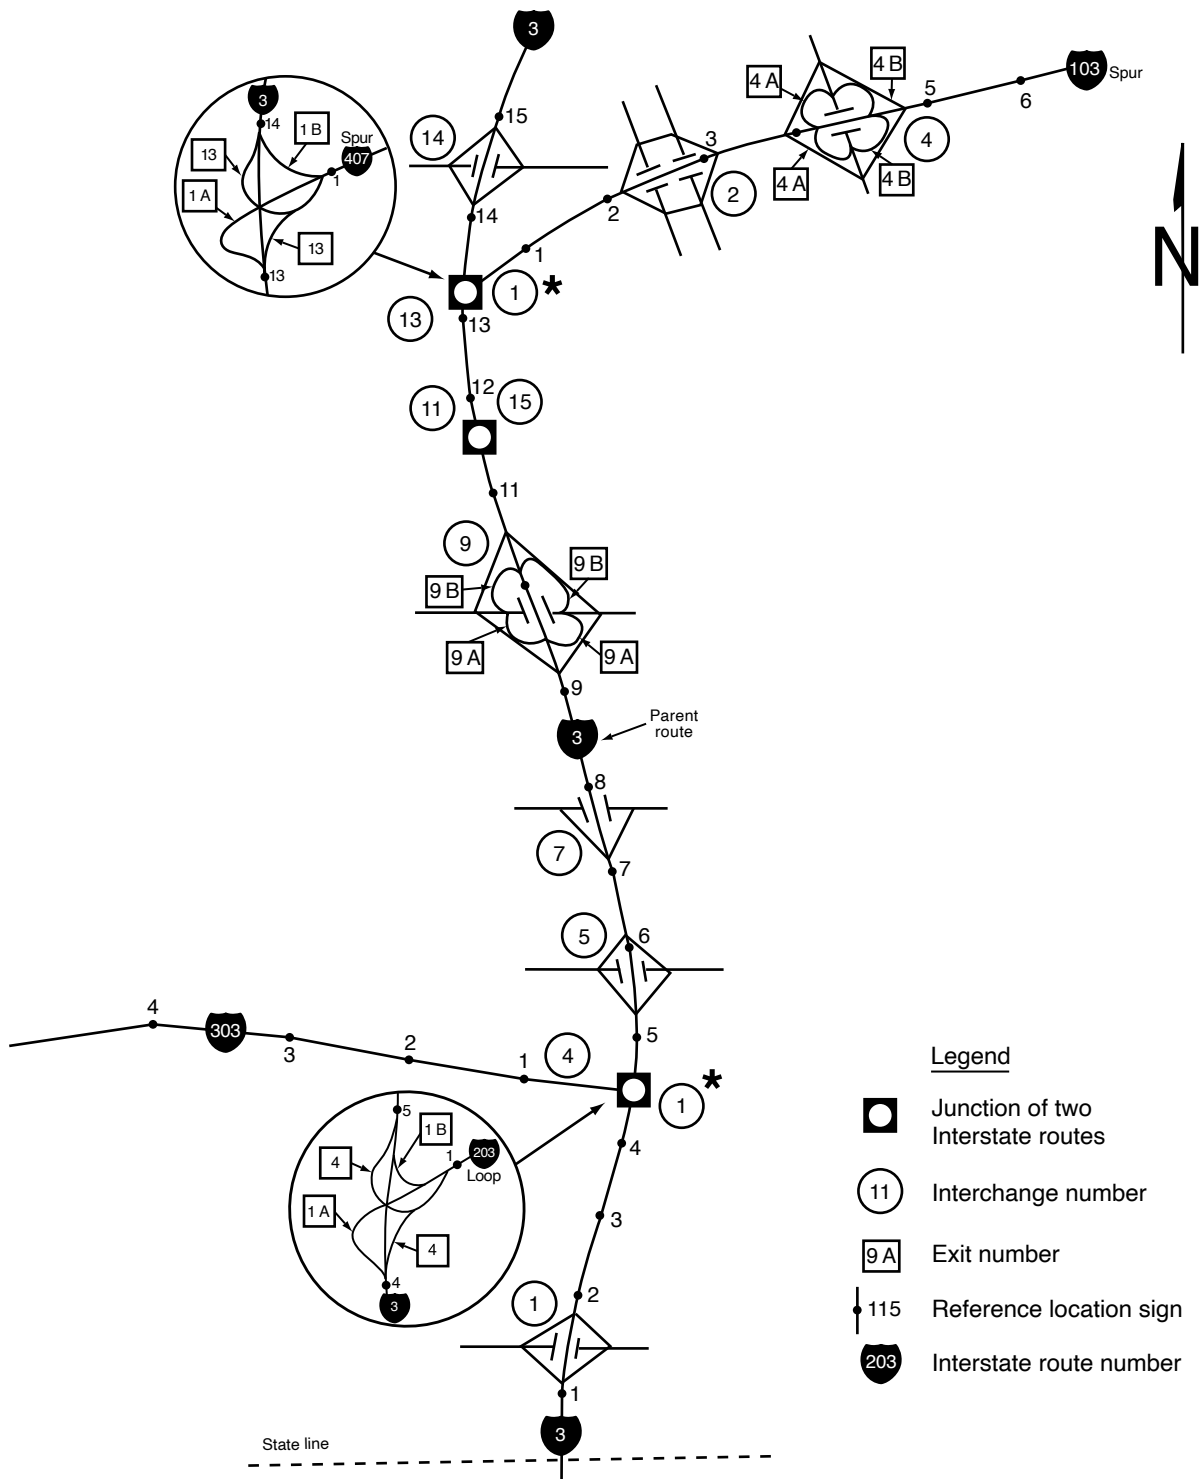 3
15
14
14
3
14
1 B
13
Spur
407
1
1 A
13
13
4 A
4 B
5
6
103 Spur
4
4 A
4 B
3
2
2
1
N
1 *
13
13
12
15
11
11
9
9 B
9 B
9 A
9 A
9
3
Parent
route
8
7
7
5
6
5
4
303
3
2
1
4
1 *
5
1 B
4
1
203
Loop
1 A
4
4
3
4
3
2
1
1
3
State line
Legend
Junction of two
Interstate routes
11 Interchange number
9 A Exit number
115 Reference location sign
203 Interstate route number